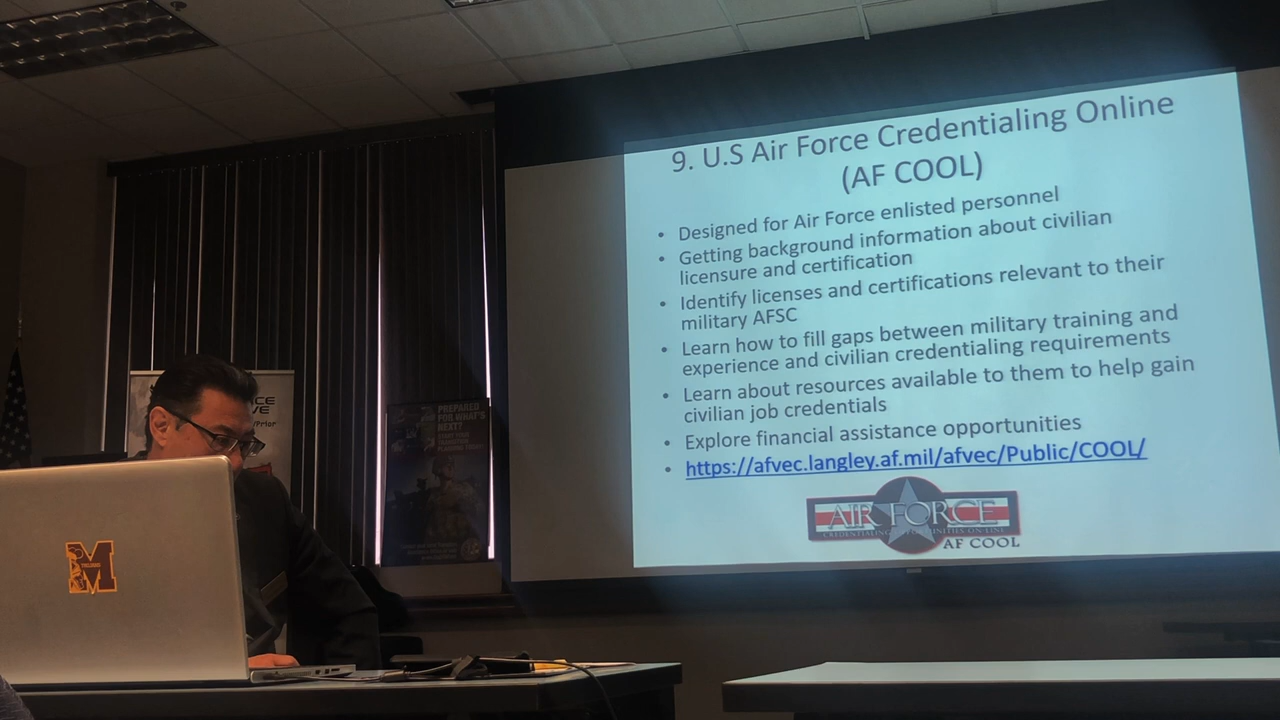 9. U.S Air Force Credentialing Online
(AF COOL)
• Designed for Air Force enlisted personnel
• Getting background information about civilian
licensure and certification
• Identify licenses and certifications relevant to their
military AFSC
• Learn how to fill gaps between military training and
experience and civilian credentialing requirements
• Learn about resources available to them to help gain
civilian job credentials
• Explore financial assistance opportunities
• https://afvec.langley.af.mil/afvec/Public/COOL/
AIR FORCE
AF COOL
PREPARED
FOR WHAT'S
NEXT?
M